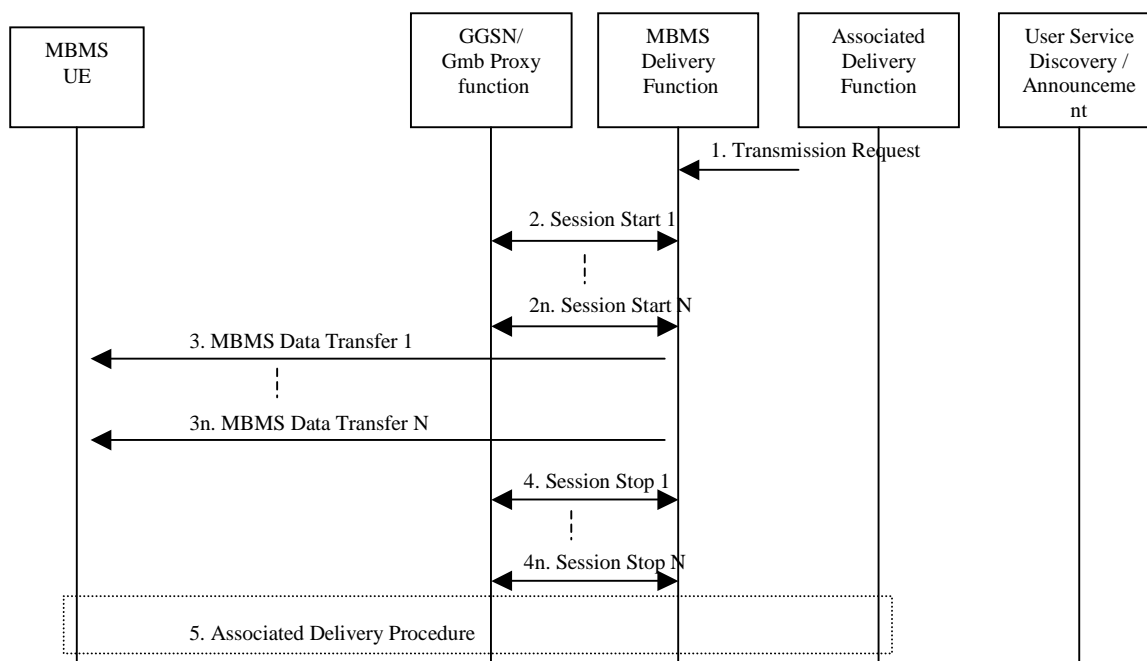 MBMS
UE
GGSN/
Gmb Proxy
function
MBMS
Delivery
Function
Associated
Delivery
Function
User Service
Discovery /
Announceme
nt
1. Transmission Request
2. Session Start 1
2n. Session Start N
3. MBMS Data Transfer 1
3n. MBMS Data Transfer N
4. Session Stop 1
4n. Session Stop N
5. Associated Delivery Procedure